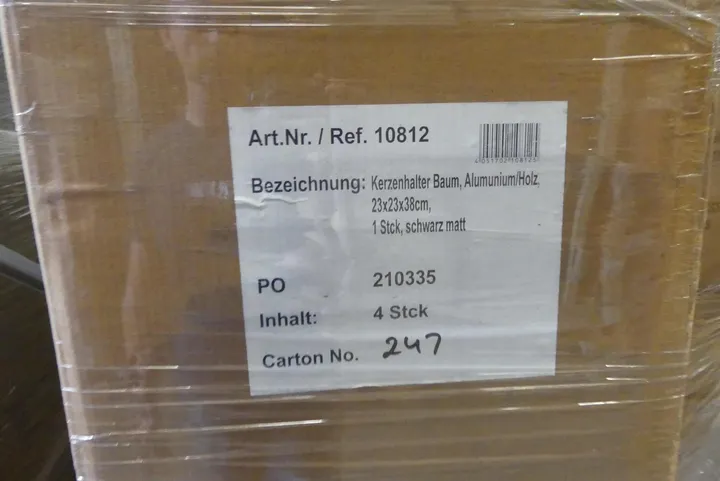 Art.Nr. / Ref. 10812
Bezeichnung: Kerzenhalter Baum, Alumunium/Holz,
23x23x38cm,
1 Stck, schwarz matt
PO 210335
Inhalt: 4 Stck
Carton No. 247